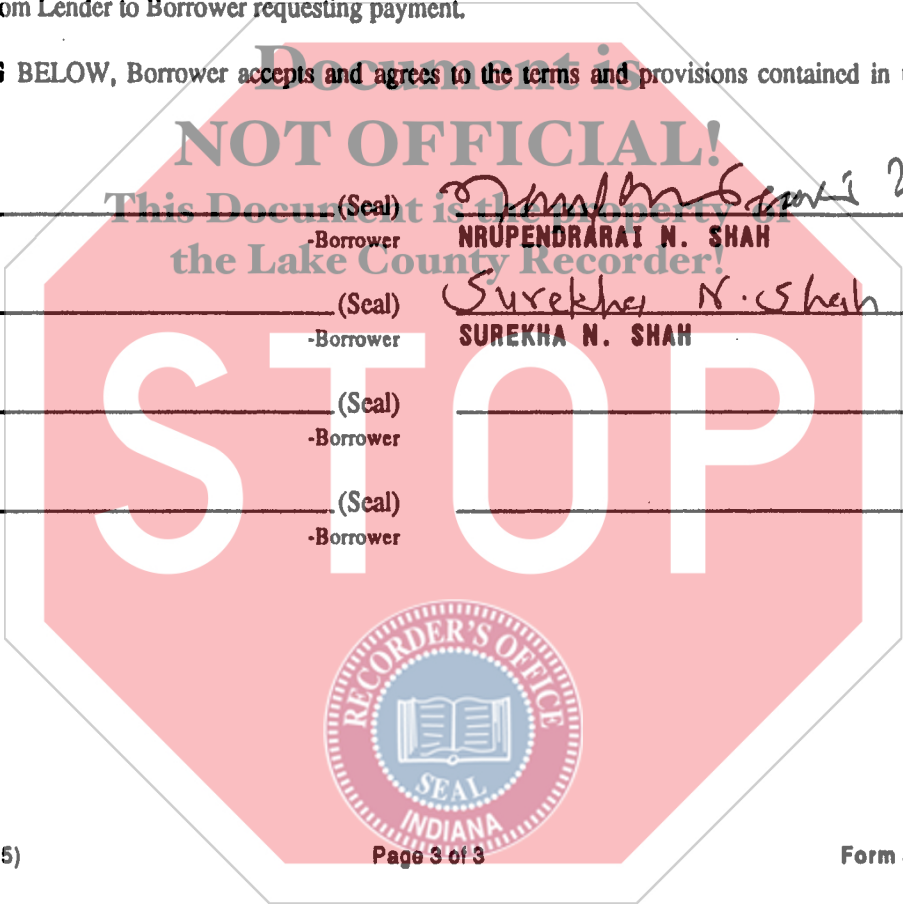 om Lender to Borrower requesting payment.
Document is
G BELOW, Borrower accepts and agrees to the terms and provisions contained in
NOT OFFICIAL!
This Document is the property of
(Seal)
-Borrower NRUPENDRARAI N. SHAH
the Lake County Recorder!
(Seal) Surekha N. Shah
-Borrower SUREKHA N. SHAH
STOP
(Seal)
-Borrower
(Seal)
-Borrower
RECORDER'S OFFICE
SEAL
INDIANA
5) Page 3 of 3 Form